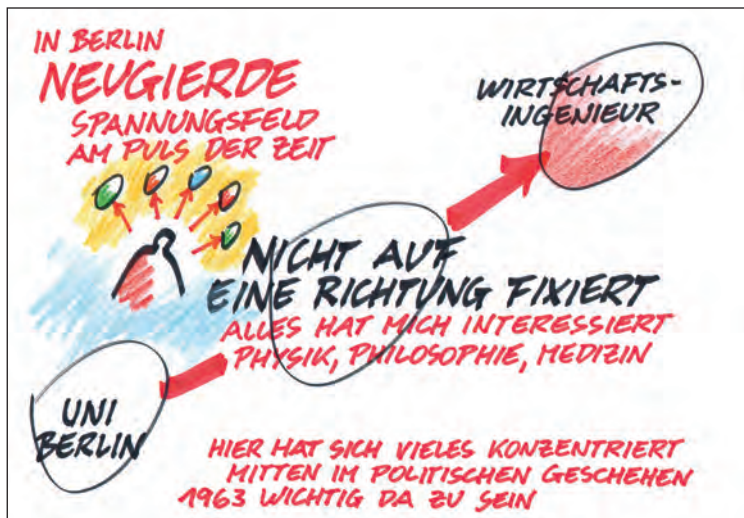 IN BERLIN
NEUGIERDE
SPANNUNGSFELD
AM PULS DER ZEIT
WIRTSCHAFTS-
INGENIEUR
NICHT AUF
EINE RICHTUNG FIXIERT
ALLES HAT MICH INTERESSIERT
PHYSIK, PHILOSOPHIE, MEDIZIN
UNI
BERLIN
HIER HAT SICH VIELES KONZENTRIERT
MITTEN IM POLITISCHEN GESCHEHEN
1963 WICHTIG DA ZU SEIN